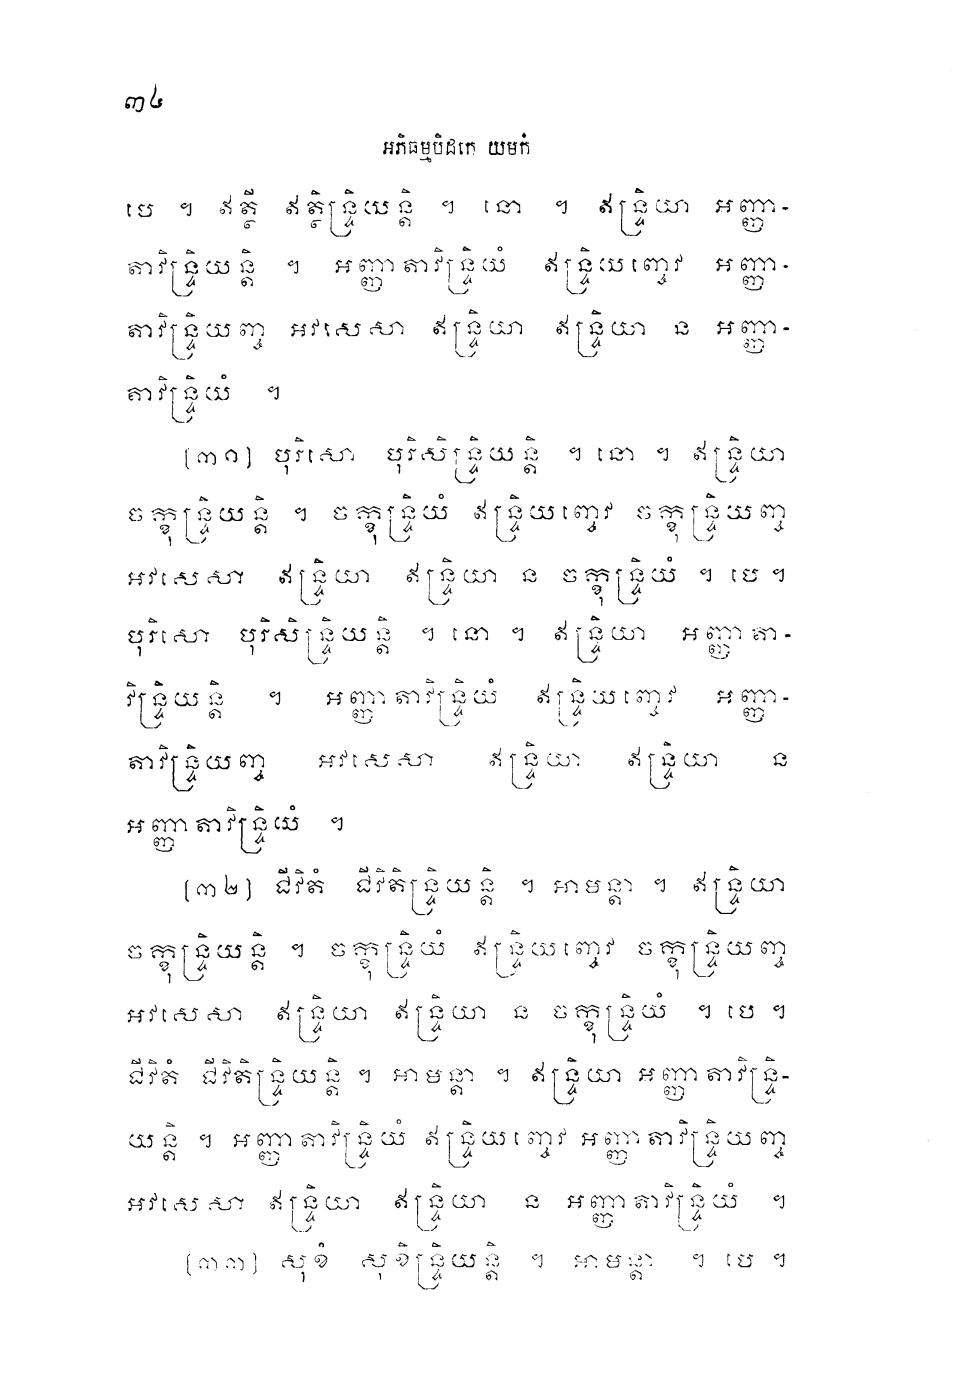 ៣៤
អភិធម្មបិដកេ យមកំ
បេ ។ ឥត្ថី ឥត្ថិន្ទ្រិយន្តិ ។ នោ ។ ឥន្ទ្រិយា អញ្ញា-
តាវិន្ទ្រិយន្តិ ។ អញ្ញាតាវិន្ទ្រិយំ ឥន្ទ្រិយញ្ចេវ អញ្ញា-
តាវិន្ទ្រិយញ្ច អវសេសា ឥន្ទ្រិយា ឥន្ទ្រិយា ន អញ្ញា-
តាវិន្ទ្រិយំ ។
(៣១) បុរិសោ បុរិសិន្ទ្រិយន្តិ ។ នោ ។ ឥន្ទ្រិយា
ចក្ខុន្ទ្រិយន្តិ ។ ចក្ខុន្ទ្រិយំ ឥន្ទ្រិយញ្ចេវ ចក្ខុន្ទ្រិយញ្ច
អវសេសា ឥន្ទ្រិយា ឥន្ទ្រិយា ន ចក្ខុន្ទ្រិយំ ។ បេ ។
បុរិសោ បុរិសិន្ទ្រិយន្តិ ។ នោ ។ ឥន្ទ្រិយា អញ្ញាតា-
វិន្ទ្រិយន្តិ ។ អញ្ញាតាវិន្ទ្រិយំ ឥន្ទ្រិយញ្ចេវ អញ្ញា-
តាវិន្ទ្រិយញ្ច អវសេសា ឥន្ទ្រិយា ឥន្ទ្រិយា ន
អញ្ញាតាវិន្ទ្រិយំ ។
(៣២) ជីវិតំ ជីវិតិន្ទ្រិយន្តិ ។ អាមន្តា ។ ឥន្ទ្រិយា
ចក្ខុន្ទ្រិយន្តិ ។ ចក្ខុន្ទ្រិយំ ឥន្ទ្រិយញ្ចេវ ចក្ខុន្ទ្រិយញ្ច
អវសេសា ឥន្ទ្រិយា ឥន្ទ្រិយា ន ចក្ខុន្ទ្រិយំ ។ បេ ។
ជីវិតំ ជីវិតិន្ទ្រិយន្តិ ។ អាមន្តា ។ ឥន្ទ្រិយា អញ្ញាតាវិន្ទ្រិ-
យន្តិ ។ អញ្ញាតាវិន្ទ្រិយំ ឥន្ទ្រិយញ្ចេវ អញ្ញាតាវិន្ទ្រិយញ្ច
អវសេសា ឥន្ទ្រិយា ឥន្ទ្រិយា ន អញ្ញាតាវិន្ទ្រិយំ ។
(៣៣) សុខំ សុខិន្ទ្រិយន្តិ ។ អាមន្តា ។ បេ ។